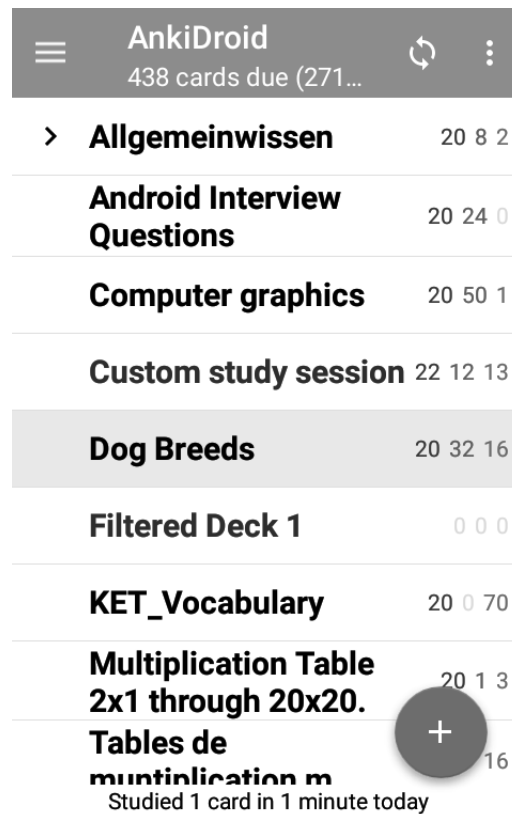 AnkiDroid
438 cards due (271…
Allgemeinwissen 20 8 2
Android Interview
Questions 20 24 0
Computer graphics 20 50 1
Custom study session 22 12 13
Dog Breeds 20 32 16
Filtered Deck 1 0 0 0
KET_Vocabulary 20 0 70
Multiplication Table
2x1 through 20x20. 20 1 3
Tables de
muntiplication m 16
+
Studied 1 card in 1 minute today